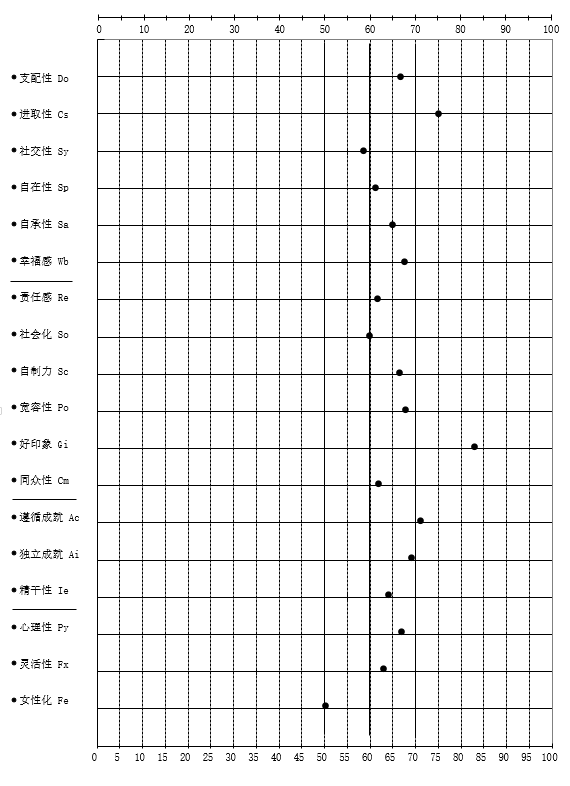 0 10 20 30 40 50 60 70 80 90 100
支配性 Do
进取性 Cs
社交性 Sy
自在性 Sp
自承性 Sa
幸福感 Wb
责任感 Re
社会化 So
自制力 Sc
宽容性 Po
好印象 Gi
同众性 Cm
遵循成就 Ac
独立成就 Ai
精干性 Ie
心理性 Py
灵活性 Fx
女性化 Fe
0 5 10 15 20 25 30 35 40 45 50 55 60 65 70 75 80 85 90 95 100